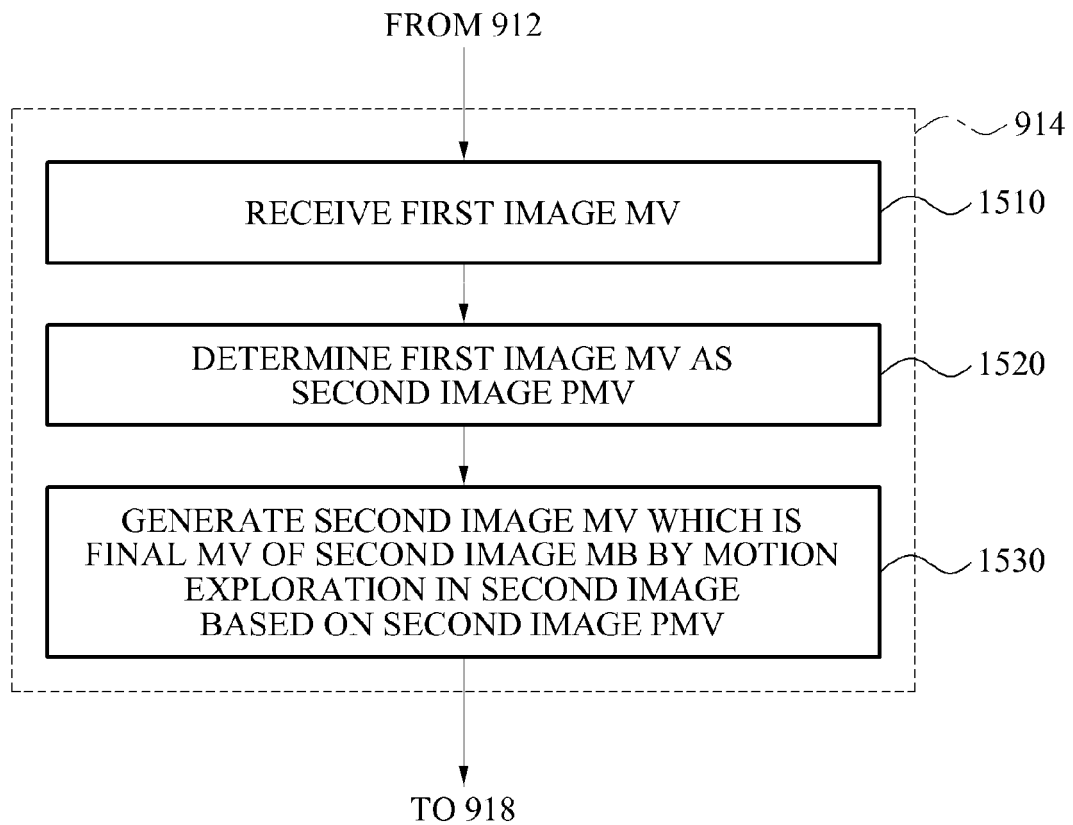 FROM 912
914
RECEIVE FIRST IMAGE MV
1510
DETERMINE FIRST IMAGE MV AS
SECOND IMAGE PMV
1520
GENERATE SECOND IMAGE MV WHICH IS
FINAL MV OF SECOND IMAGE MB BY MOTION
EXPLORATION IN SECOND IMAGE
BASED ON SECOND IMAGE PMV
1530
TO 918